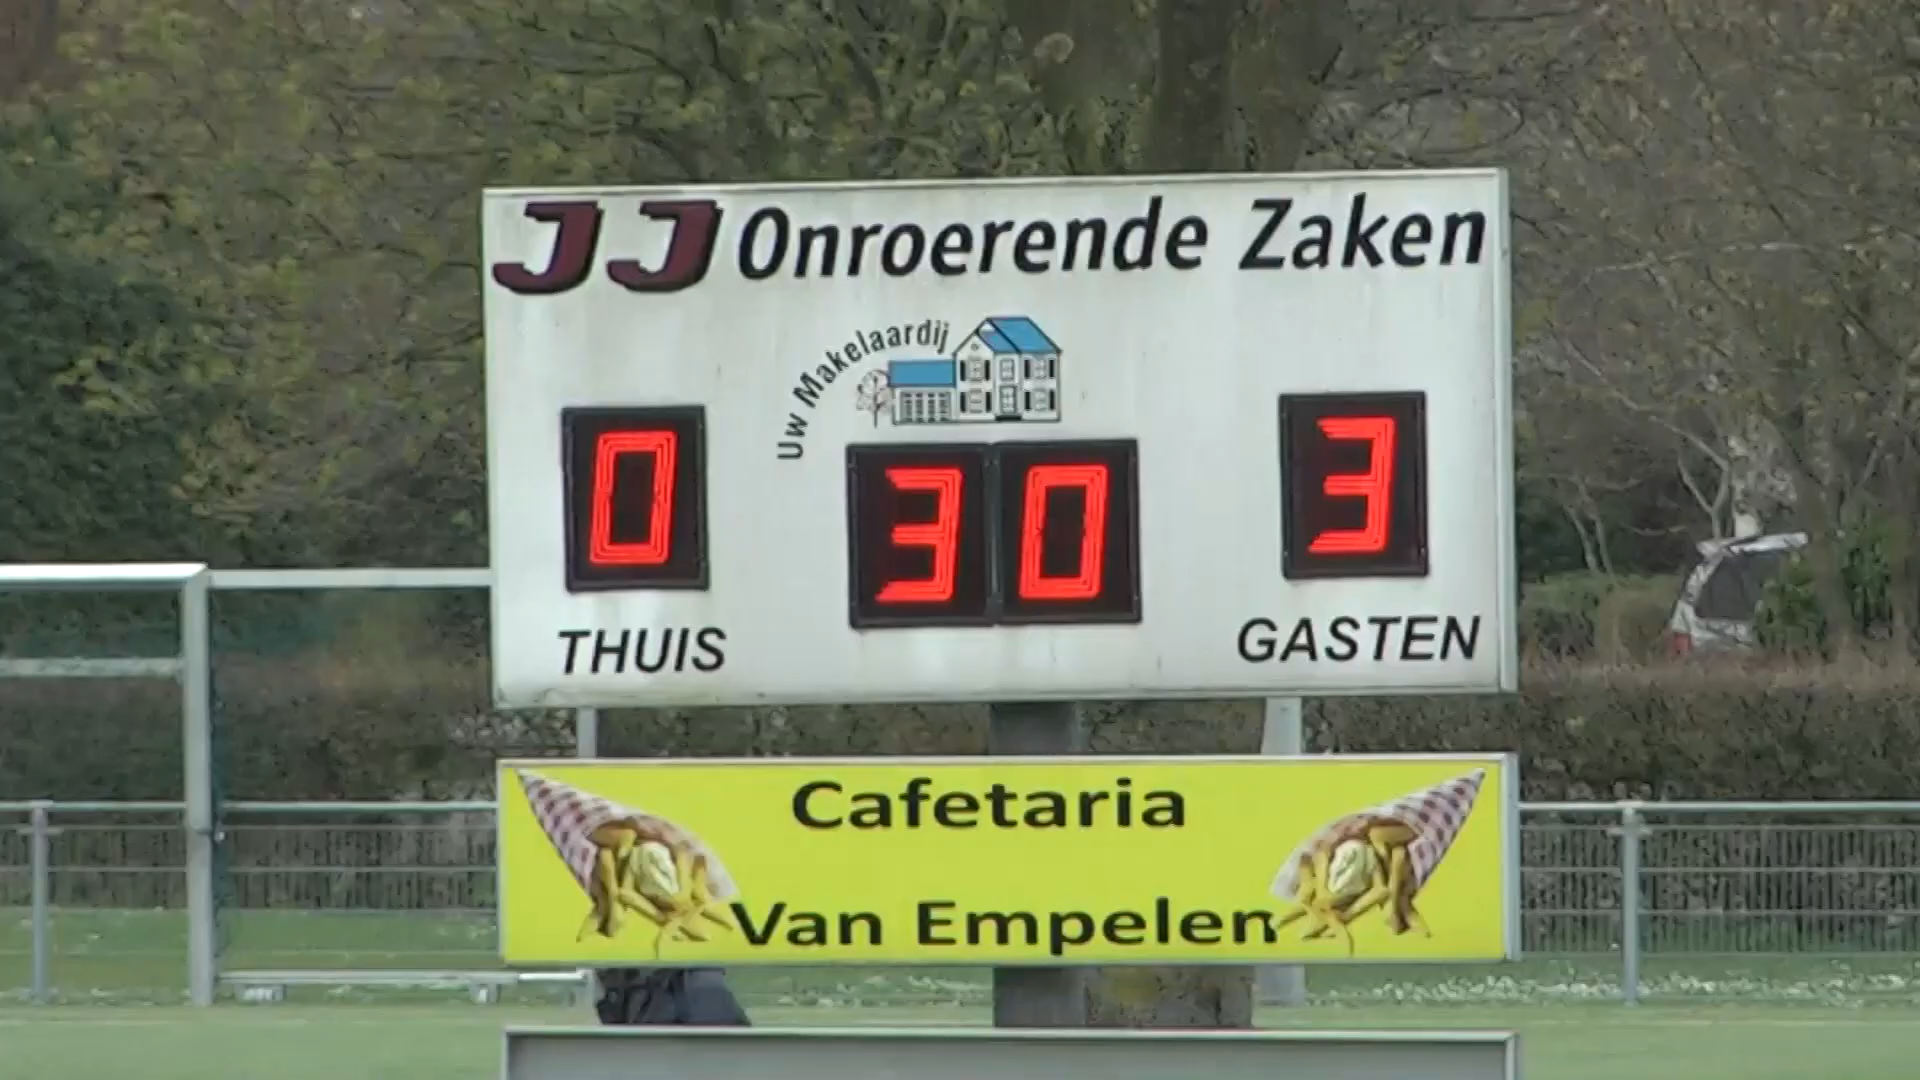 JJ Onroerende Zaken
Uw Makelaardij
0 30 3
THUIS GASTEN
Cafetaria
Van Empelen